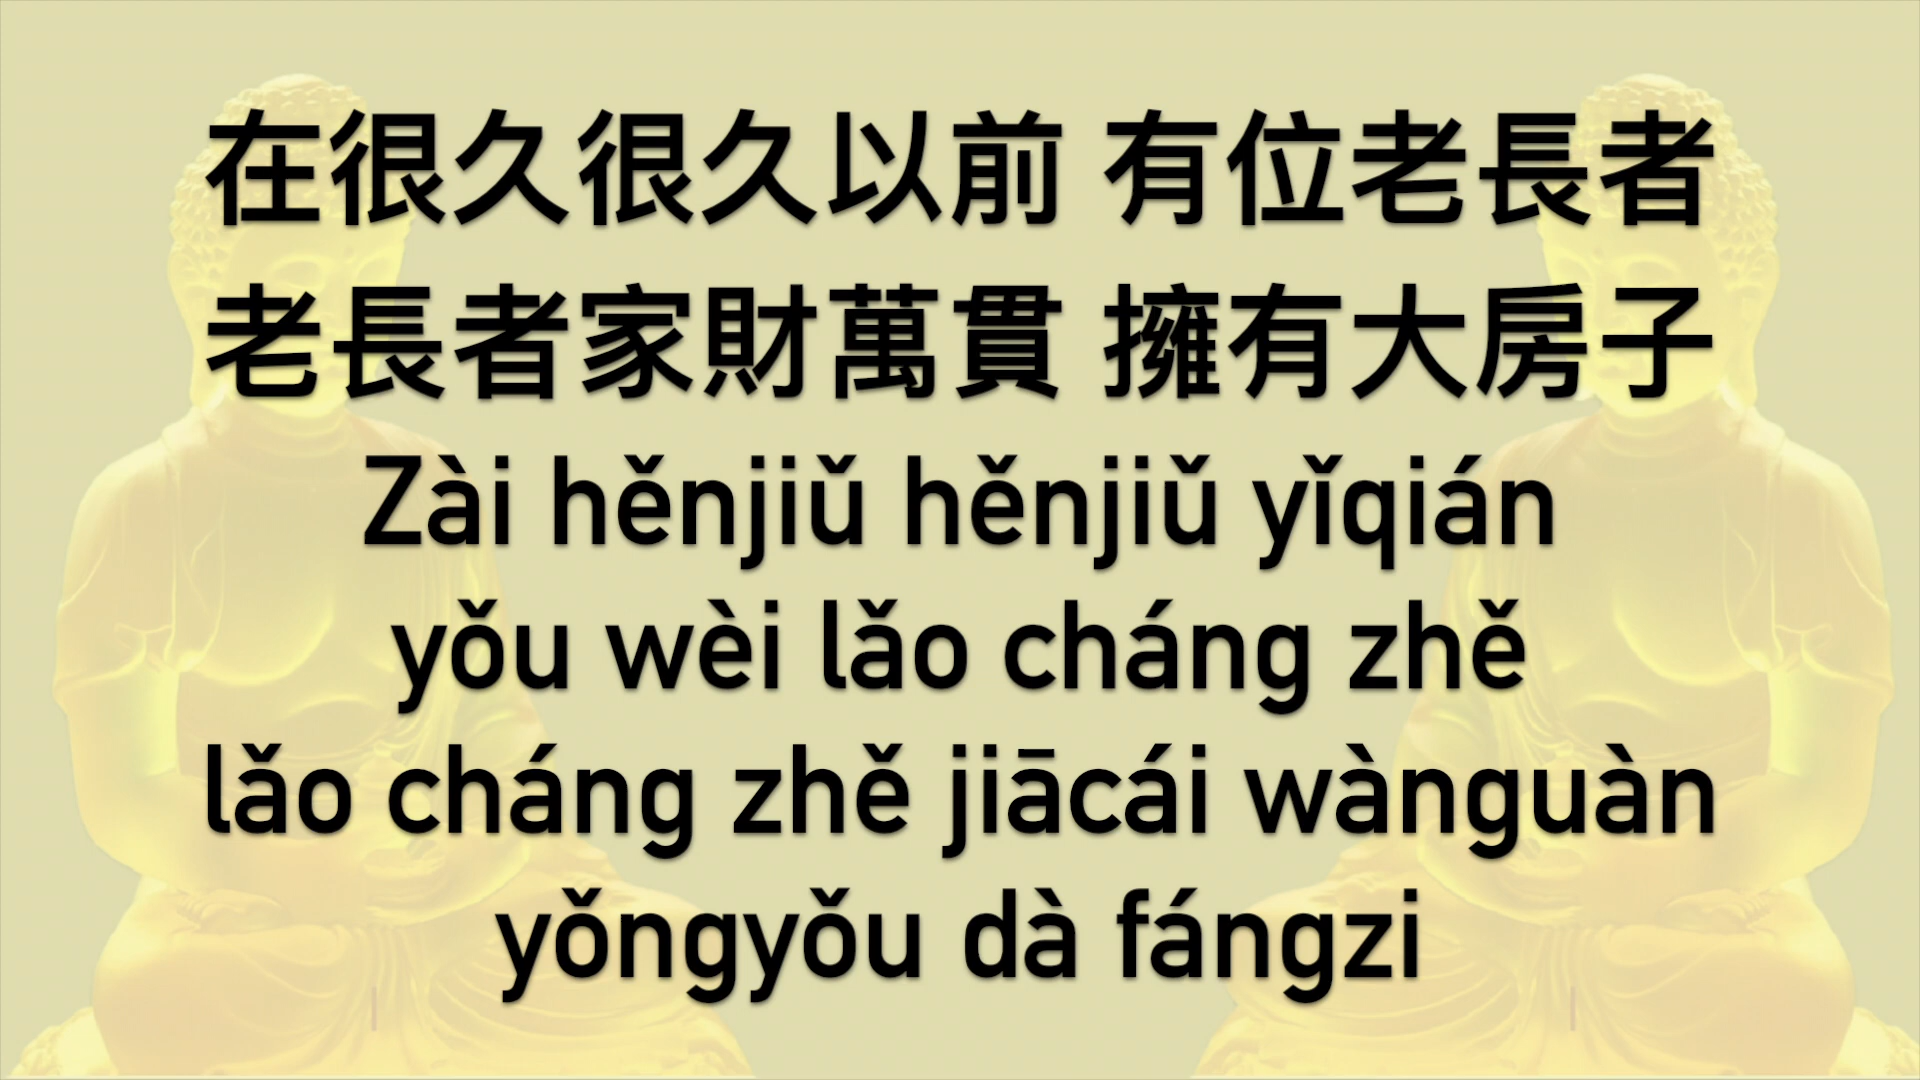 在很久很久以前 有位老長者
老長者家財萬貫 擁有大房子
Zài hěnjiǔ hěnjiǔ yǐqián
yǒu wèi lǎo cháng zhě
lǎo cháng zhě jiācái wànguàn
yǒngyǒu dà fángzi